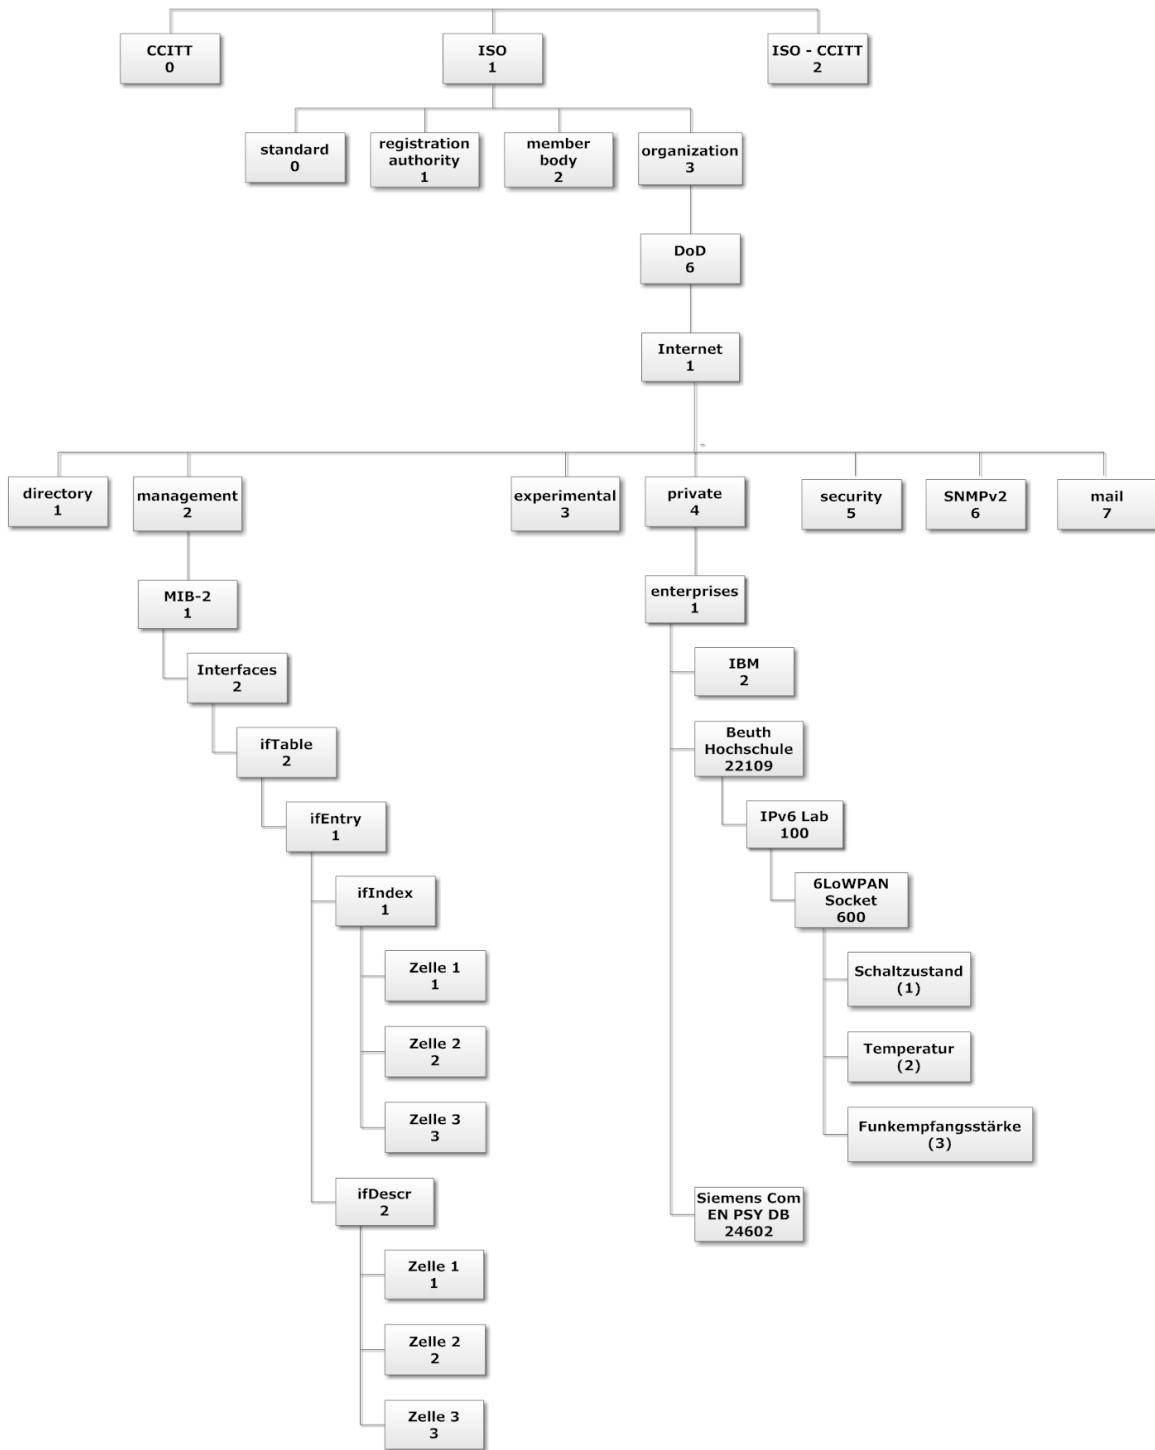 CCITT
0
ISO
1
ISO - CCITT
2
standard
0
registration
authority
1
member
body
2
organization
3
DoD
6
Internet
1
directory
1
management
2
experimental
3
private
4
security
5
SNMPv2
6
mail
7
MIB-2
1
enterprises
1
Interfaces
2
IBM
2
ifTable
2
Beuth
Hochschule
22109
ifEntry
1
IPv6 Lab
100
ifIndex
1
6LoWPAN
Socket
600
Zelle 1
1
Schaltzustand
(1)
Zelle 2
2
Temperatur
(2)
Zelle 3
3
Funkempfangsstärke
(3)
ifDescr
2
Siemens Com
EN PSY DB
24602
Zelle 1
1
Zelle 2
2
Zelle 3
3